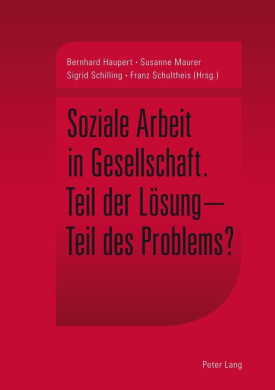 Bernhard Haupert · Susanne Maurer ·
Sigrid Schilling · Franz Schultheis (Hrsg.)
Soziale Arbeit
in Gesellschaft.
Teil der Lösung–
Teil des Problems?
Peter Lang